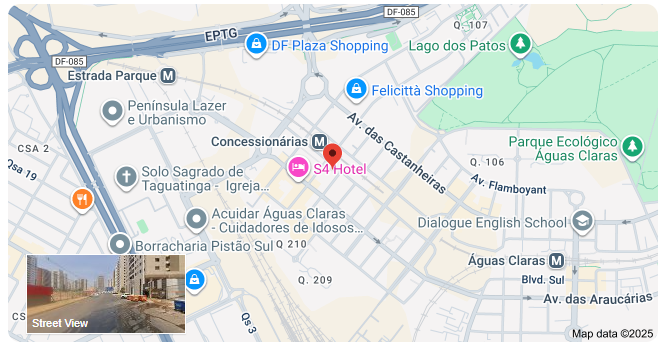 DF-085
EPTG
DF Plaza Shopping
Lago dos Patos
Q. 107
DF-085
Estrada Parque
M
Felicittà Shopping
Península Lazer
e Urbanismo
Av. das Castanheiras
Concessionárias
M
Parque Ecológico
Águas Claras
CSA 2
Qsa 19
Solo Sagrado de
Taguatinga - Igreja...
S4 Hotel
Q. 106
Av. Flamboyant
Acuidar Águas Claras
- Cuidadores de Idosos...
Dialogue English School
Borracharia Pistão Sul
Q 210
Águas Claras
M
Blvd. Sul
Q. 209
Av. das Araucárias
CS
Qs 3
Street View
Map data ©2025